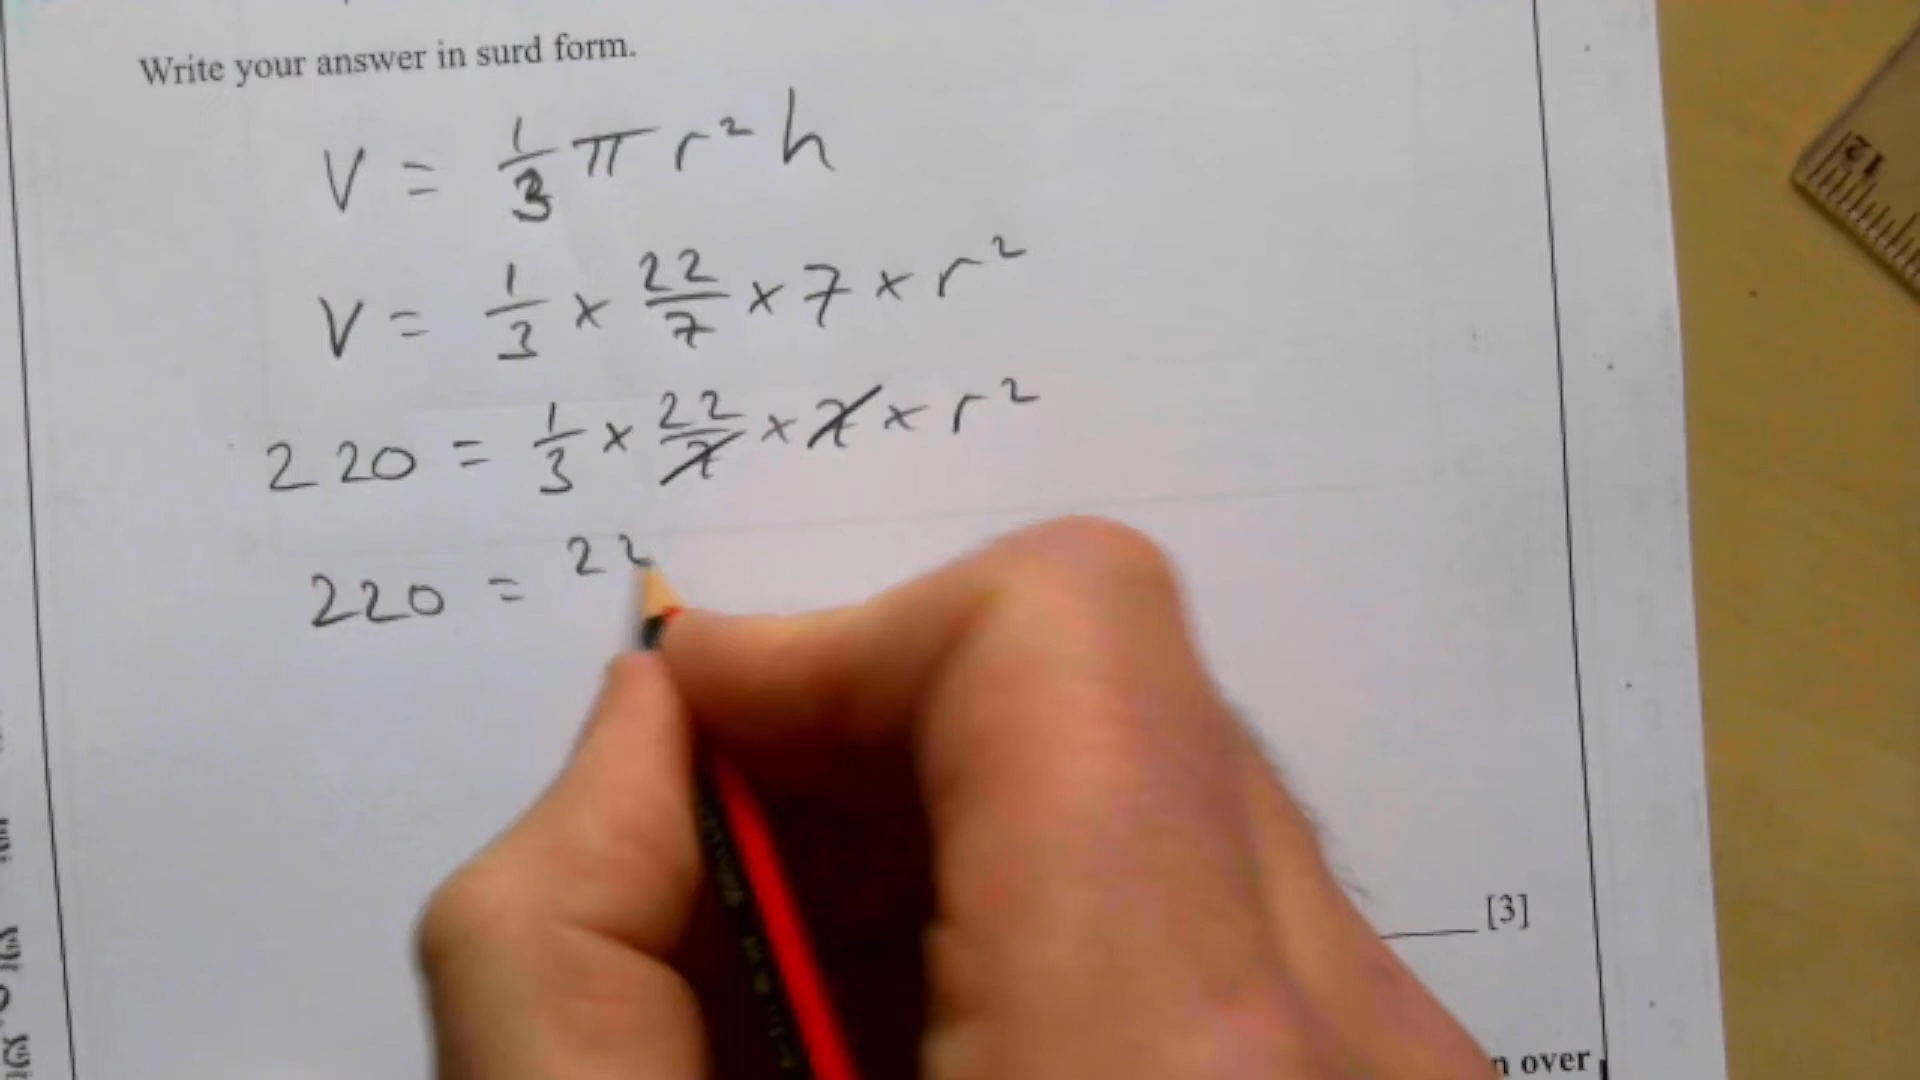 Write your answer in surd form.
V = 1/3 π r² h
V = 1/3 × 22/7 × 7 × r²
220 = 1/3 × 22/7 × 7 × r²
220 = 22
[3]
over
12